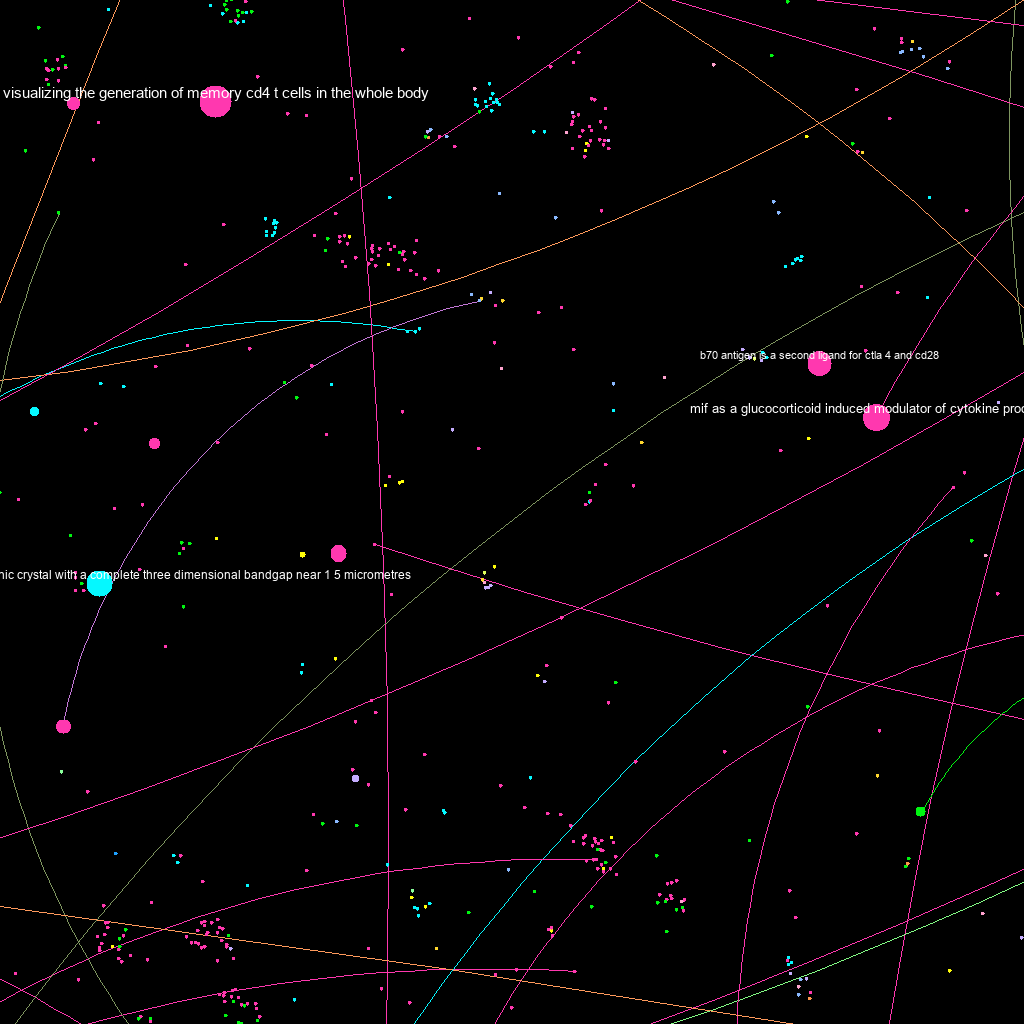 visualizing the generation of memory cd4 t cells in the whole body
b70 antigen is a second ligand for ctla 4 and cd28
mif as a glucocorticoid induced modulator of cytokine
crystal with a complete three dimensional bandgap near 1 5 micrometres